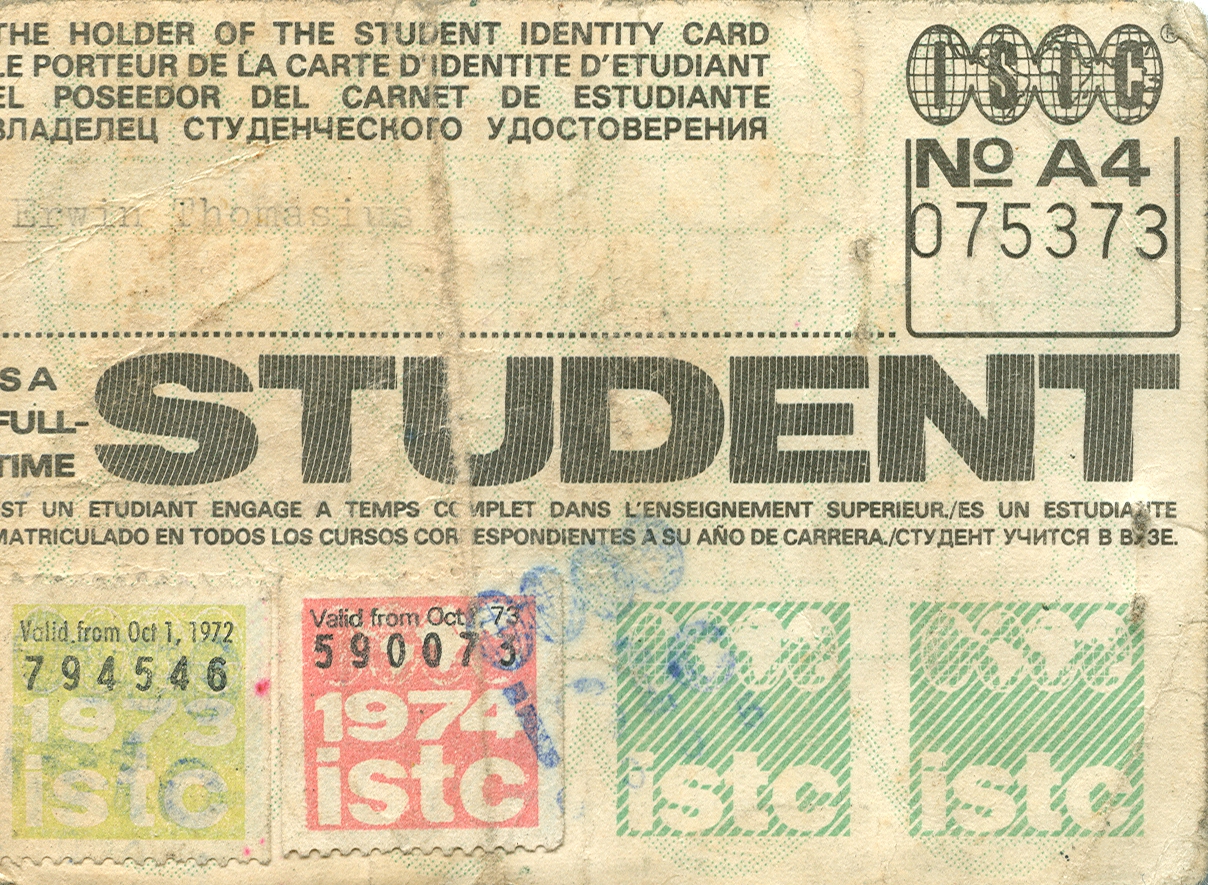 THE HOLDER OF THE STUDENT IDENTITY CARD
LE PORTEUR DE LA CARTE D'IDENTITE D'ETUDIANT
EL POSEEDOR DEL CARNET DE ESTUDIANTE
ВЛАДЕЛЕЦ СТУДЕНЧЕСКОГО УДОСТОВЕРЕНИЯ
ISIC ®
№ A4
075373
Erwin Thomasius
S A
FULL-
TIME
STUDENT
ST UN ETUDIANT ENGAGE A TEMPS COMPLET DANS L'ENSEIGNEMENT SUPERIEUR./ES UN ESTUDIANTE
MATRICULADO EN TODOS LOS CURSOS CORRESPONDIENTES A SU AÑO DE CARRERA./СТУДЕНТ УЧИТСЯ В ВУЗЕ.
Valid from Oct 1, 1972
794546
1973
istc
Valid from Oct 73
590073
1974
istc
istc
istc